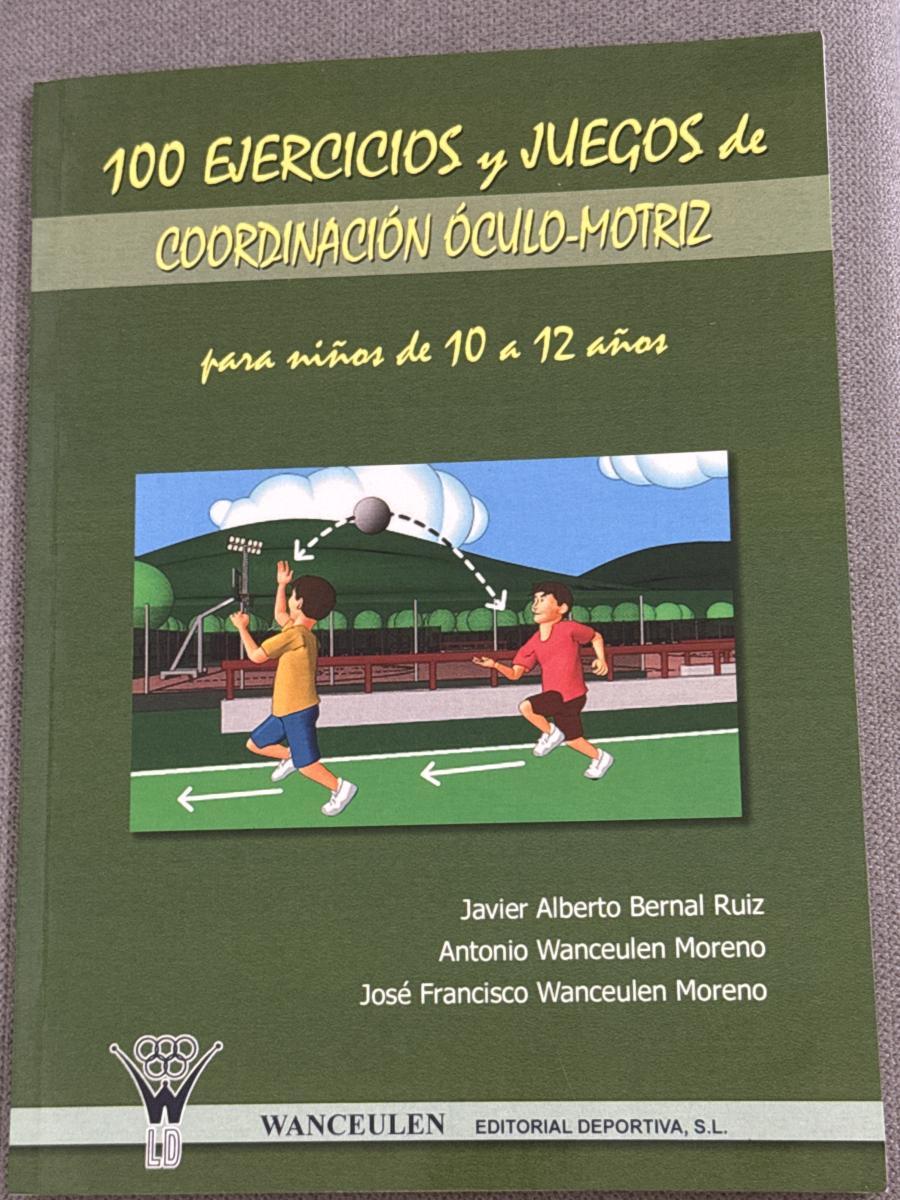 100 EJERCICIOS y JUEGOS de
COORDINACIÓN ÓCULO-MOTRIZ
para niños de 10 a 12 años
Javier Alberto Bernal Ruiz
Antonio Wanceulen Moreno
José Francisco Wanceulen Moreno
W
LD
WANCEULEN EDITORIAL DEPORTIVA, S.L.